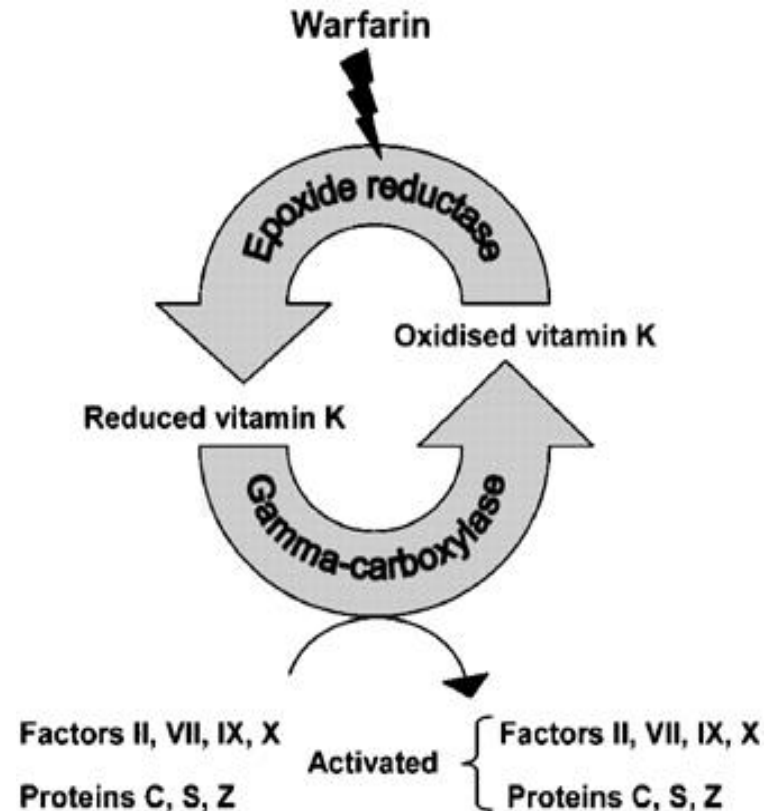 Warfarin
Epoxide reductase
Oxidised vitamin K
Reduced vitamin K
Gamma-carboxylase
Factors II, VII, IX, X
Proteins C, S, Z
Activated
Factors II, VII, IX, X
Proteins C, S, Z